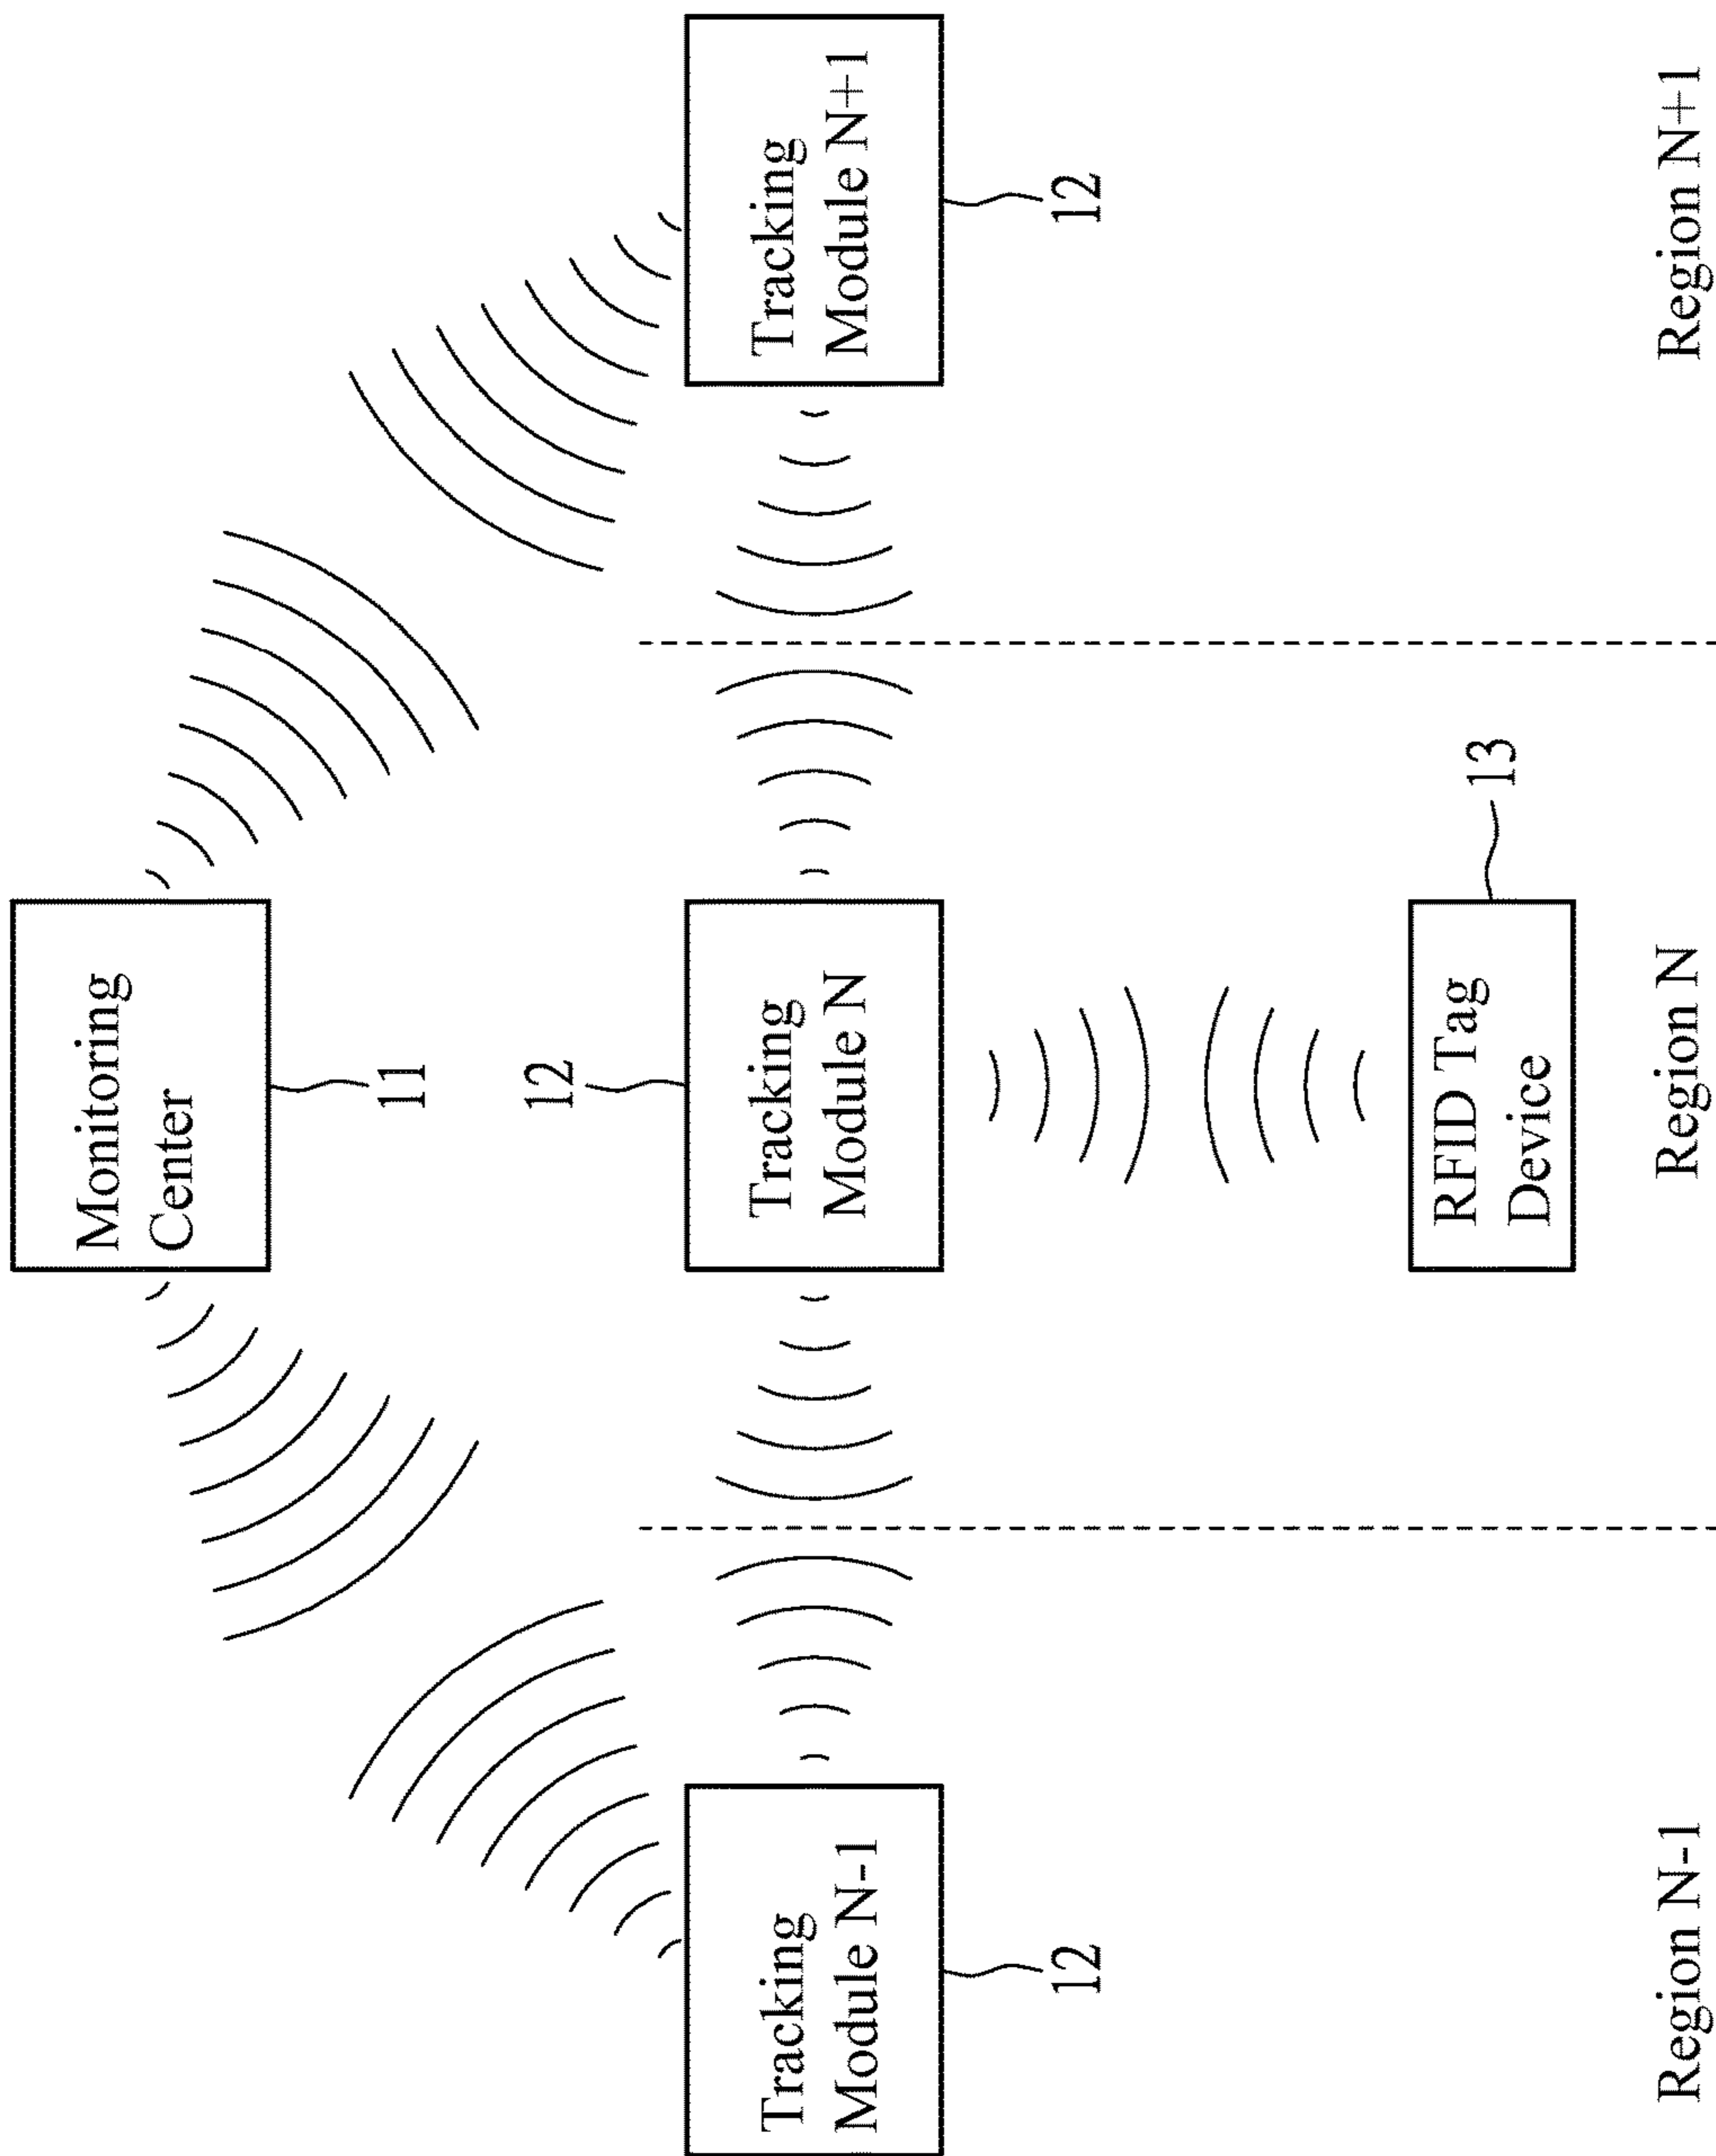 Monitoring
Center
11
12
Tracking
Module N-1
12
Tracking
Module N
Tracking
Module N+1
12
12
RFID Tag
Device
13
Region N-1
Region N
Region N+1